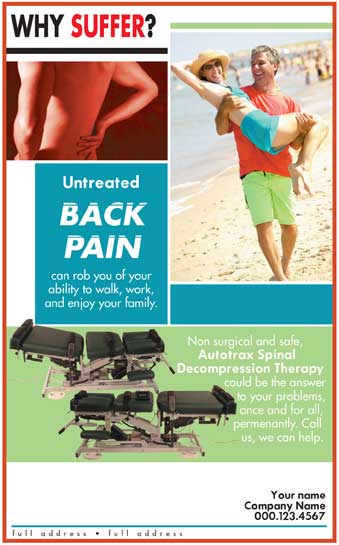 WHY SUFFER?
Untreated
BACK
PAIN
can rob you of your
ability to walk, work,
and enjoy your family.
Non surgical and safe,
Autotrax Spinal
Decompression Therapy
could be the answer
to your problems,
once and for all,
permenantly. Call
us, we can help.
Your name
Company Name
000.123.4567
full address • full address